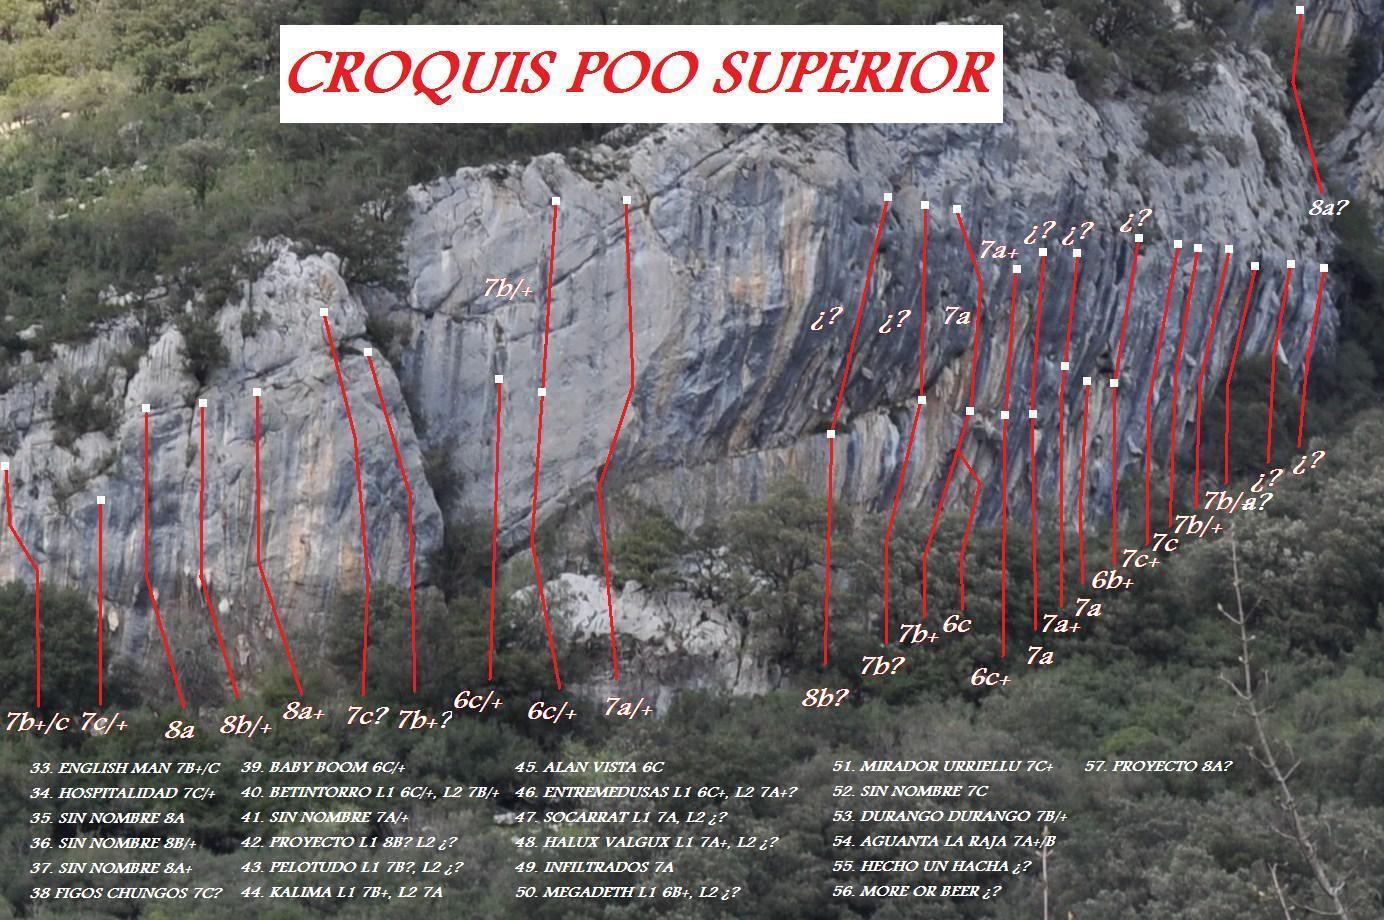 CROQUIS POO SUPERIOR
8a?
7a+
¿?
¿?
¿?
7b/+
¿?
¿?
7a
¿?
¿?
7b/a?
7b/+
7c
7c+
6b+
7a
7a+
7a
6c
7b+
7b?
6c+
8b?
7b+/c
7c/+
8a
8b/+
8a+
7c?
7b+?
6c/+
6c/+
7a/+
33. ENGLISH MAN 7B+/C
34. HOSPITALIDAD 7C/+
35. SIN NOMBRE 8A
36. SIN NOMBRE 8B/+
37. SIN NOMBRE 8A+
38 FIGOS CHUNGOS 7C?
39. BABY BOOM 6C/+
40. BETINTORRO L1 6C/+, L2 7B/+
41. SIN NOMBRE 7A/+
42. PROYECTO L1 8B? L2 ¿?
43. PELOTUDO L1 7B?, L2 ¿?
44. KALIMA L1 7B+, L2 7A
45. ALAN VISTA 6C
46. ENTREMEDUSAS L1 6C+, L2 7A+?
47. SOCARRAT L1 7A, L2 ¿?
48. HALUX VALGUX L1 7A+, L2 ¿?
49. INFILTRADOS 7A
50. MEGADETH L1 6B+, L2 ¿?
51. MIRADOR URRIELLU 7C+
52. SIN NOMBRE 7C
53. DURANGO DURANGO 7B/+
54. AGUANTA LA RAJA 7A+/B
55. HECHO UN HACHA ¿?
56. MORE OR BEER ¿?
57. PROYECTO 8A?